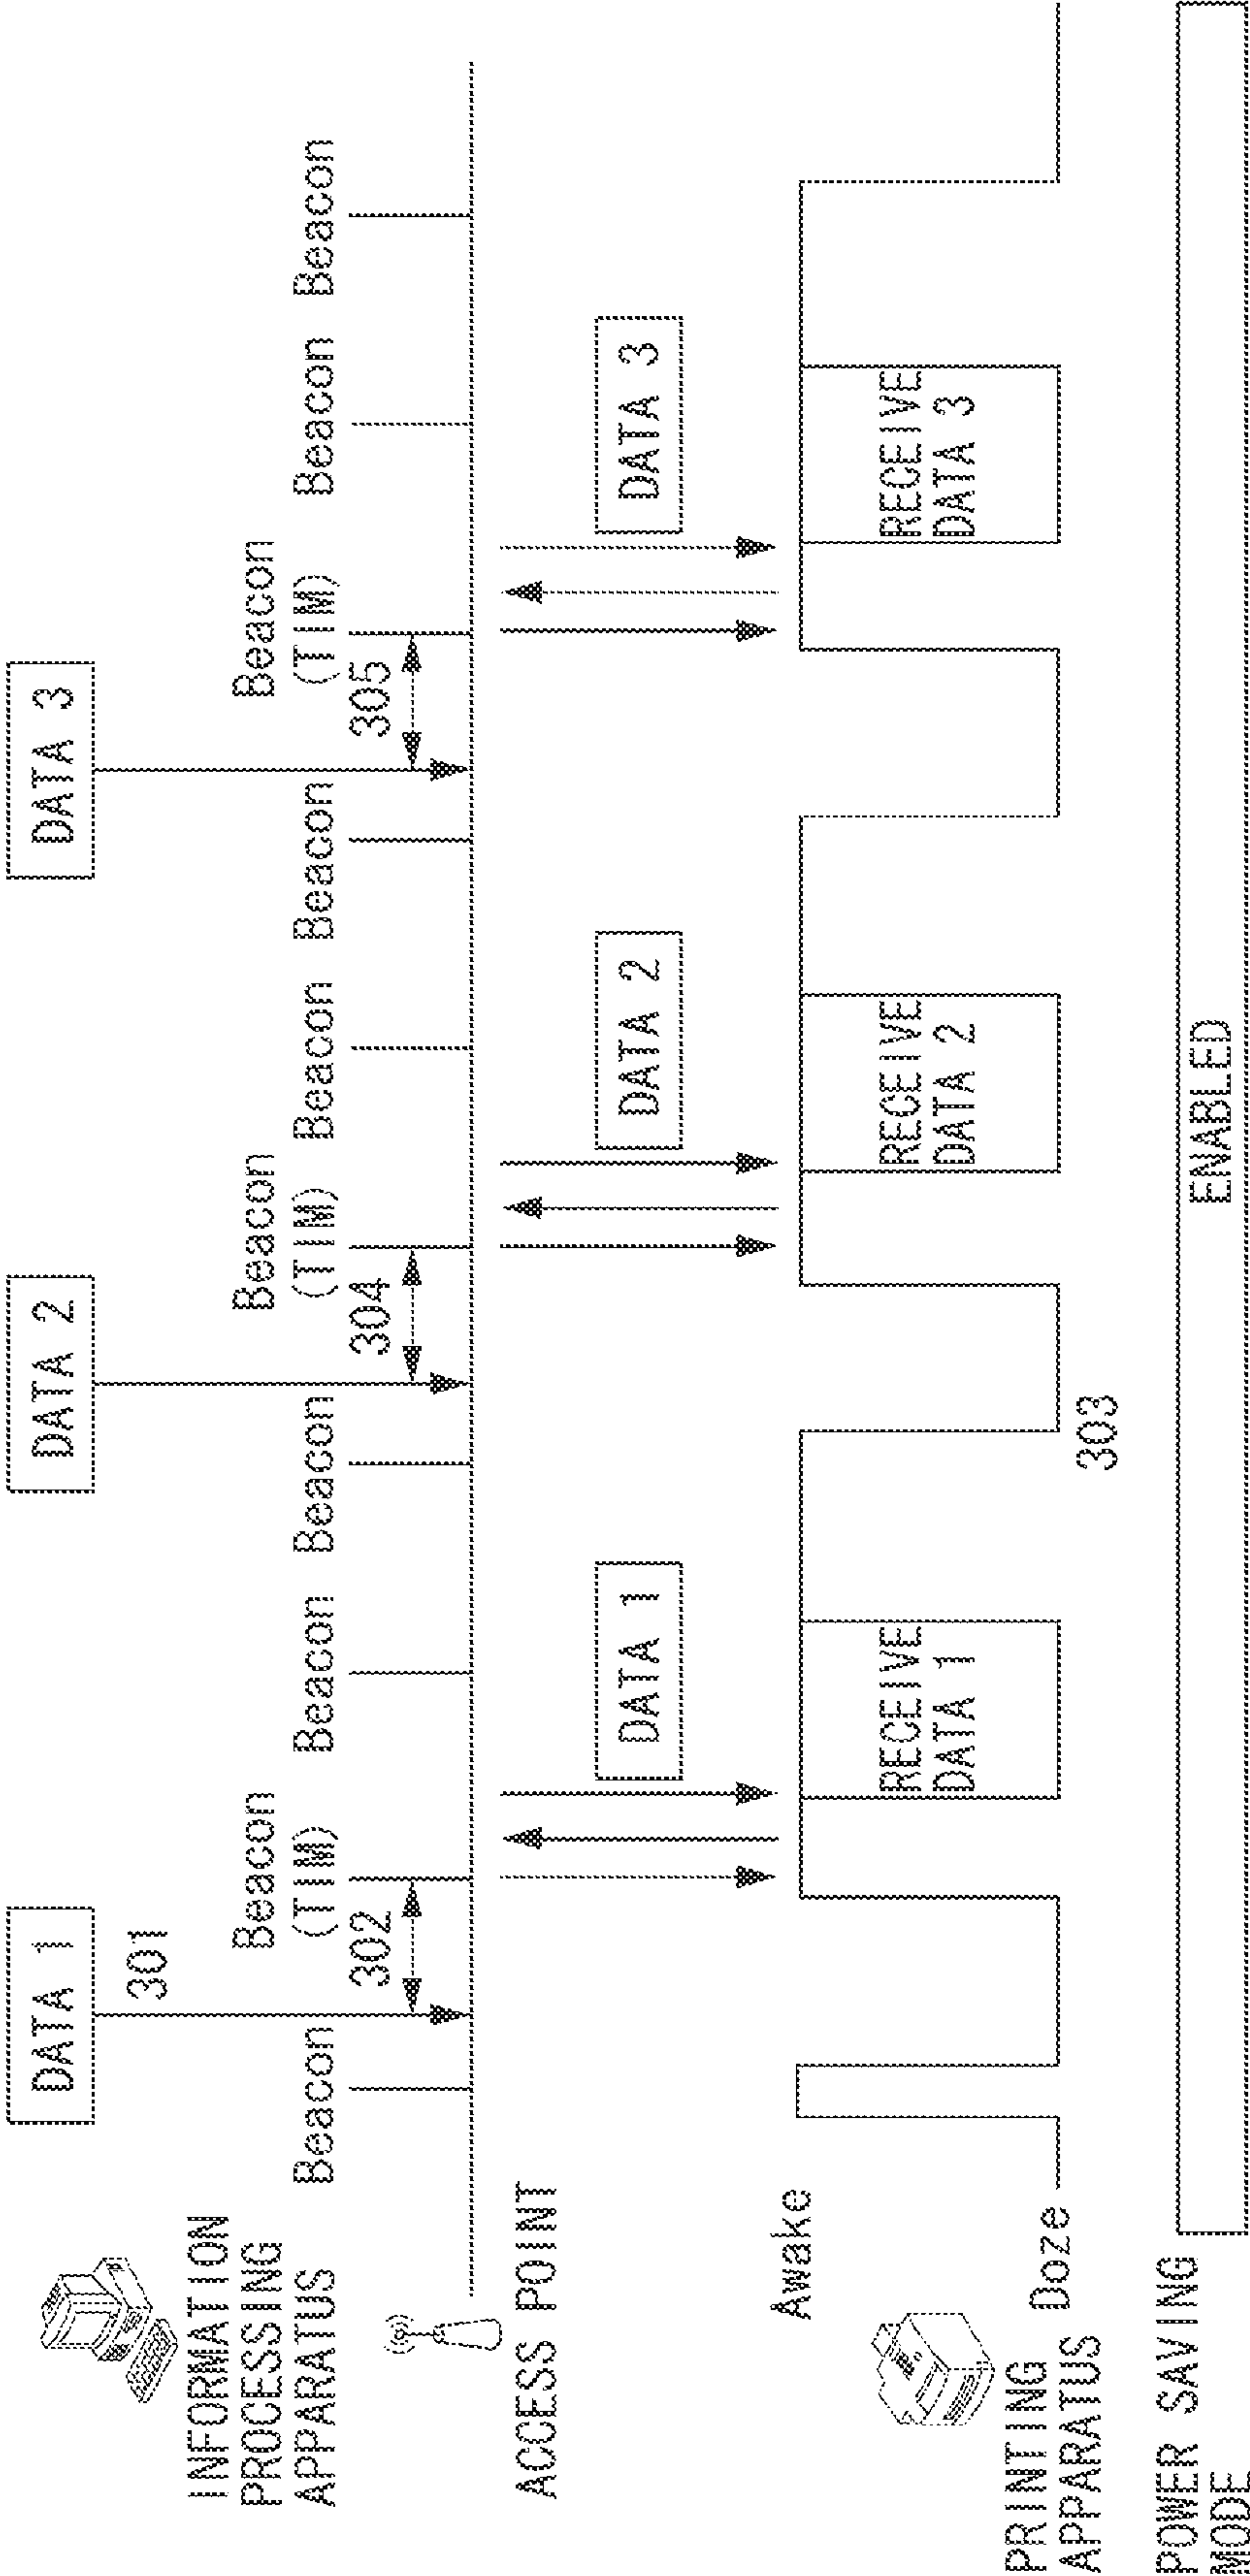 DATA 1
DATA 2
DATA 3
301
INFORMATION
PROCESSING
APPARATUS
Beacon
Beacon
(TIM)
Beacon
Beacon
Beacon
(TIM)
Beacon
Beacon
Beacon
(TIM)
Beacon
Beacon
302
304
305
ACCESS POINT
DATA 1
DATA 2
DATA 3
Awake
RECEIVE
DATA 1
RECEIVE
DATA 2
RECEIVE
DATA 3
PRINTING
APPARATUS
Doze
303
POWER SAVING
MODE
ENABLED